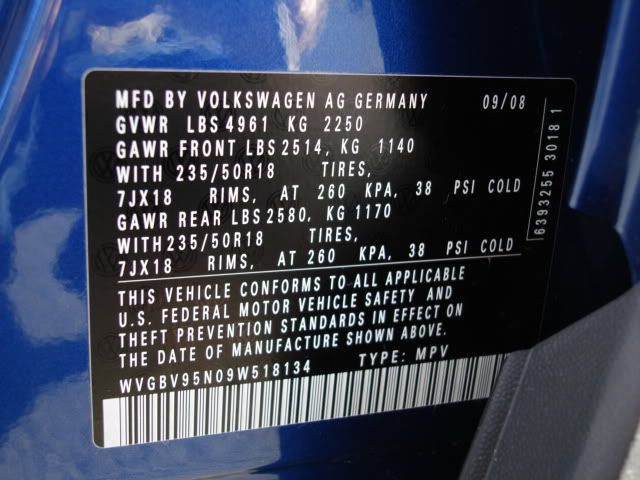 MFD BY VOLKSWAGEN AG GERMANY 09/08
GVWR LBS 4961 KG 2250
GAWR FRONT LBS 2514, KG 1140
WITH 235/50R18 TIRES,
7JX18 RIMS, AT 260 KPA, 38 PSI COLD
GAWR REAR LBS 2580, KG 1170
WITH235/50R18 TIRES,
7JX18 RIMS, AT 260 KPA, 38 PSI COLD
THIS VEHICLE CONFORMS TO ALL APPLICABLE
U.S. FEDERAL MOTOR VEHICLE SAFETY AND
THEFT PREVENTION STANDARDS IN EFFECT ON
THE DATE OF MANUFACTURE SHOWN ABOVE.
WVGBV95N09W518134 TYPE: MPV
6393255 3018 1